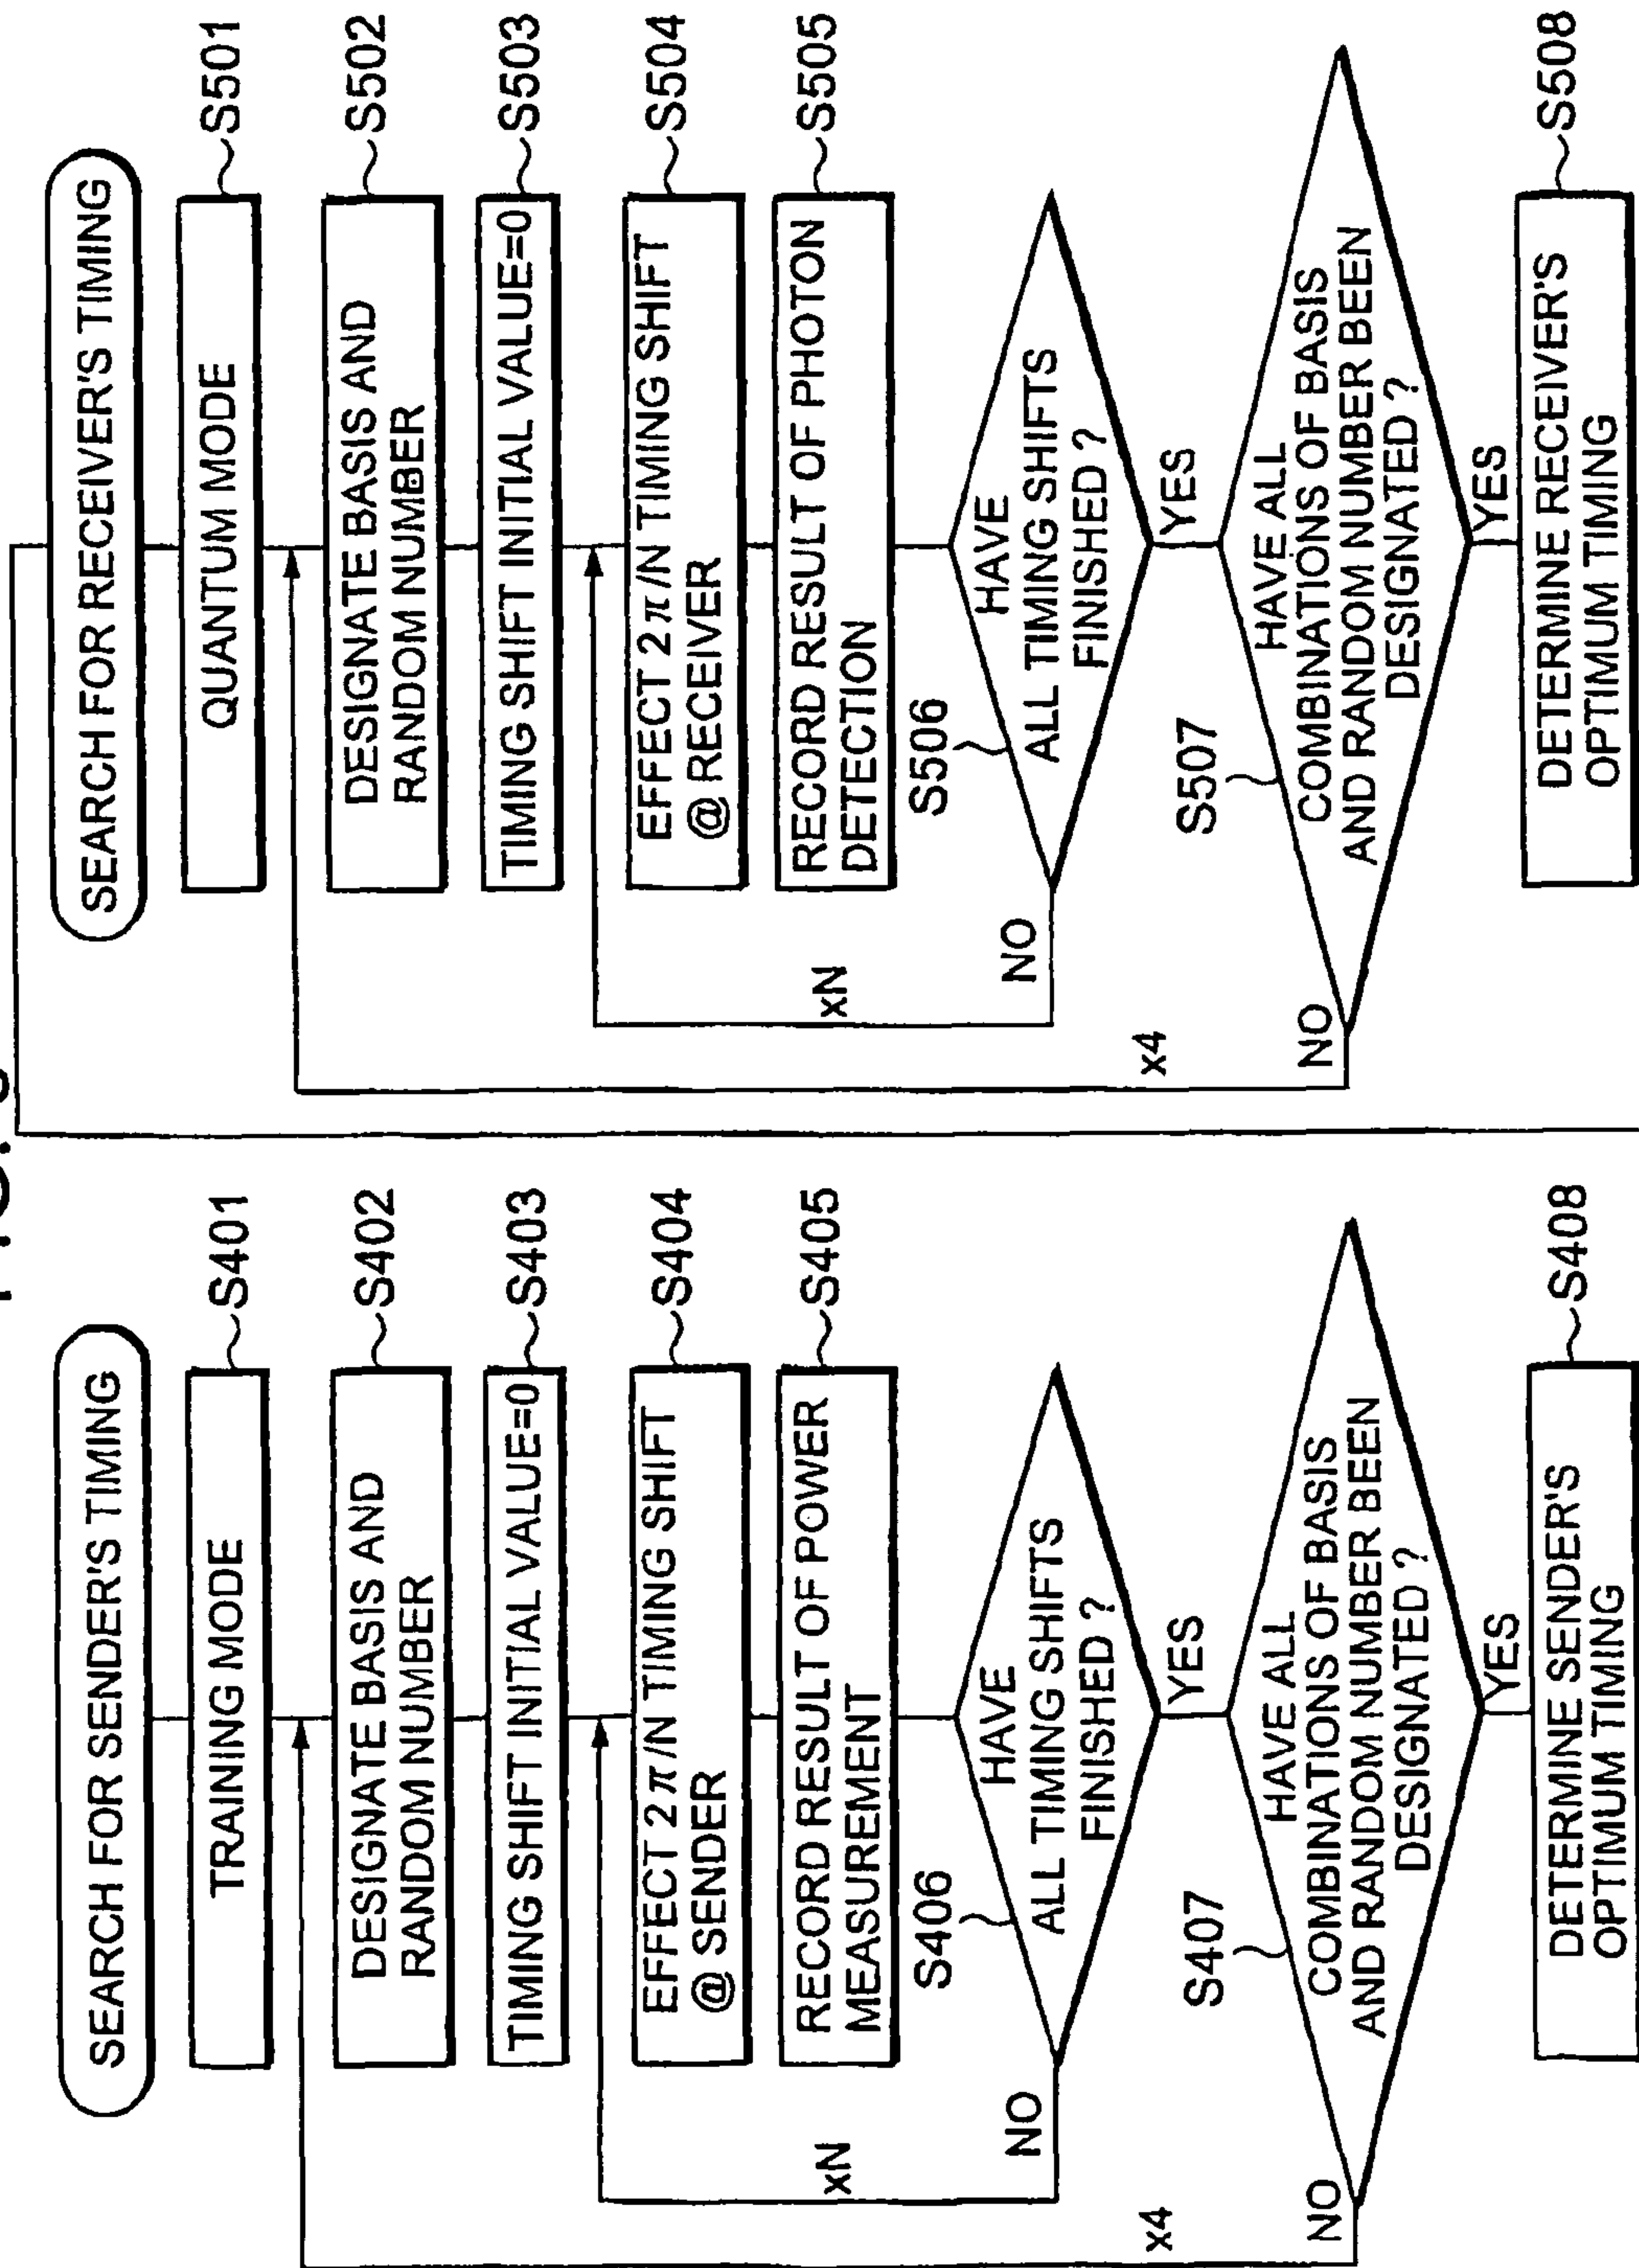 SEARCH FOR SENDER'S TIMING
TRAINING MODE
S401
DESIGNATE BASIS AND
RANDOM NUMBER
S402
TIMING SHIFT INITIAL VALUE=0
S403
EFFECT 2π/N TIMING SHIFT
@ SENDER
S404
RECORD RESULT OF POWER
MEASUREMENT
S405
S406
HAVE
ALL TIMING SHIFTS
FINISHED ?
NO
xN
YES
S407
HAVE ALL
COMBINATIONS OF BASIS
AND RANDOM NUMBER BEEN
DESIGNATED ?
NO
x4
YES
DETERMINE SENDER'S
OPTIMUM TIMING
S408
SEARCH FOR RECEIVER'S TIMING
QUANTUM MODE
S501
DESIGNATE BASIS AND
RANDOM NUMBER
S502
TIMING SHIFT INITIAL VALUE=0
S503
EFFECT 2π/N TIMING SHIFT
@ RECEIVER
S504
RECORD RESULT OF PHOTON
DETECTION
S505
S506
HAVE
ALL TIMING SHIFTS
FINISHED ?
NO
xN
YES
S507
HAVE ALL
COMBINATIONS OF BASIS
AND RANDOM NUMBER BEEN
DESIGNATED ?
NO
x4
YES
DETERMINE RECEIVER'S
OPTIMUM TIMING
S508